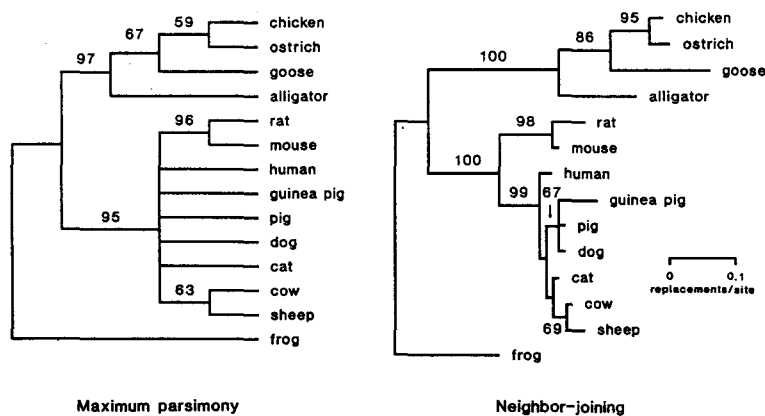 59
chicken
67
ostrich
97
goose
alligator
96
rat
mouse
human
guinea pig
pig
95
dog
cat
63
cow
sheep
frog
Maximum parsimony
95
chicken
86
ostrich
100
goose
alligator
98
rat
mouse
100
human
99
67
guinea pig
pig
dog
cat
cow
69
sheep
frog
0
0.1
replacements/site
Neighbor-joining